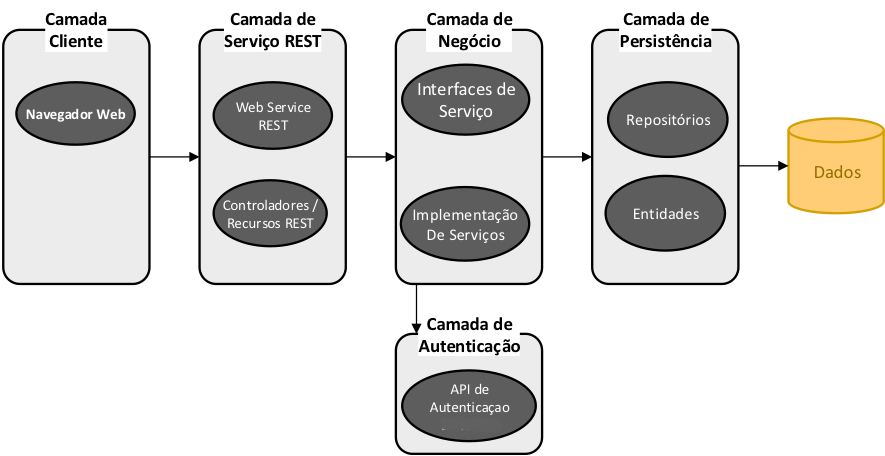 Camada
Cliente
Navegador Web
Camada de
Serviço REST
Web Service
REST
Controladores /
Recursos REST
Camada de
Negócio
Interfaces de
Serviço
Implementação
De Serviços
Camada de
Persistência
Repositórios
Entidades
Dados
Camada de
Autenticação
API de
Autenticaçao